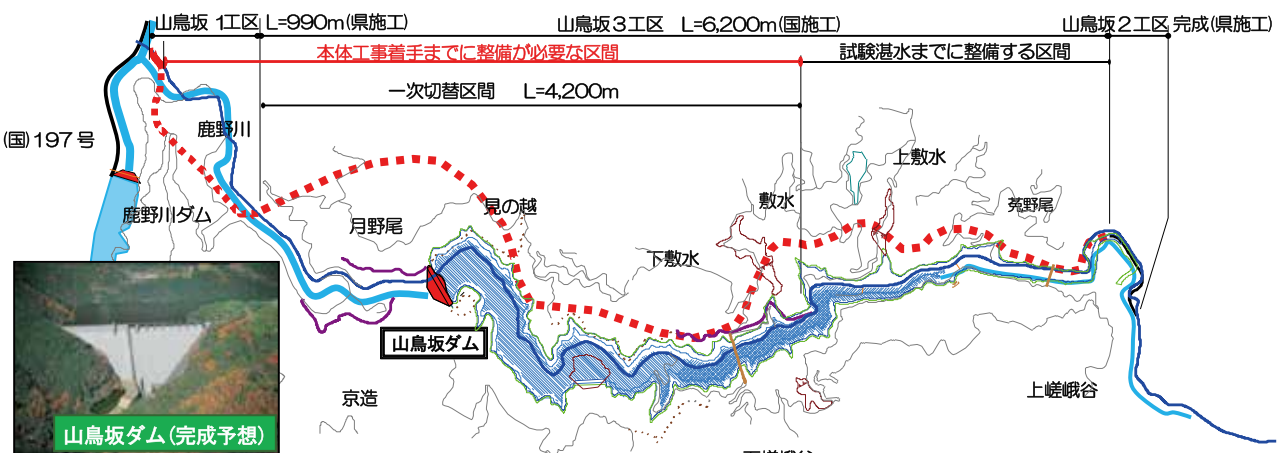 山鳥坂 1工区 L=990m(県施工)
山鳥坂3工区 L=6,200m(国施工)
山鳥坂2工区 完成(県施工)
本体工事着手までに整備が必要な区間
試験湛水までに整備する区間
一次切替区間 L=4,200m
(国)197号
鹿野川
上敷水
敷水
菟野尾
鹿野川ダム
月野尾
見の越
下敷水
山鳥坂ダム
京造
上嵯峨谷
山鳥坂ダム(完成予想)